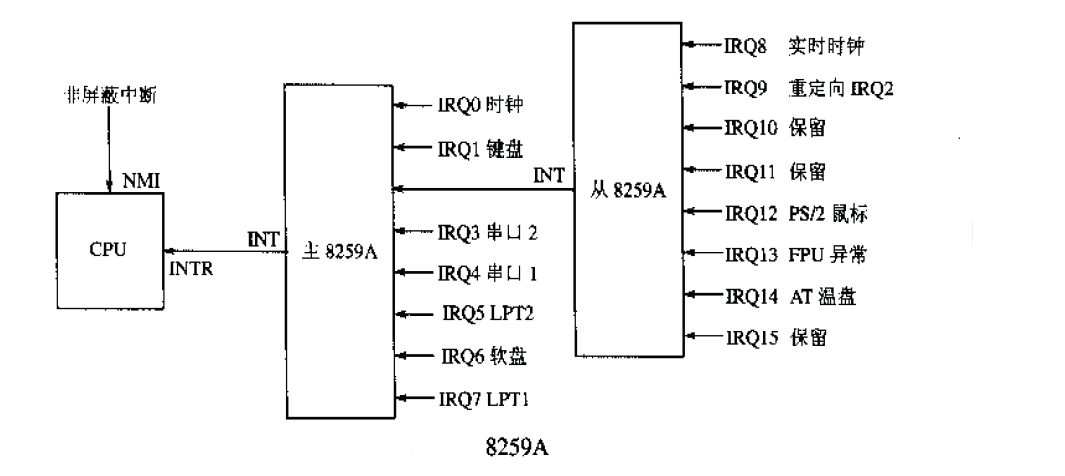 非屏蔽中断
NMI
CPU
INTR
INT
主 8259A
IRQ0 时钟
IRQ1 键盘
IRQ3 串口 2
IRQ4 串口 1
IRQ5 LPT2
IRQ6 软盘
IRQ7 LPT1
INT
从 8259A
IRQ8 实时时钟
IRQ9 重定向 IRQ2
IRQ10 保留
IRQ11 保留
IRQ12 PS/2 鼠标
IRQ13 FPU 异常
IRQ14 AT 温盘
IRQ15 保留
8259A